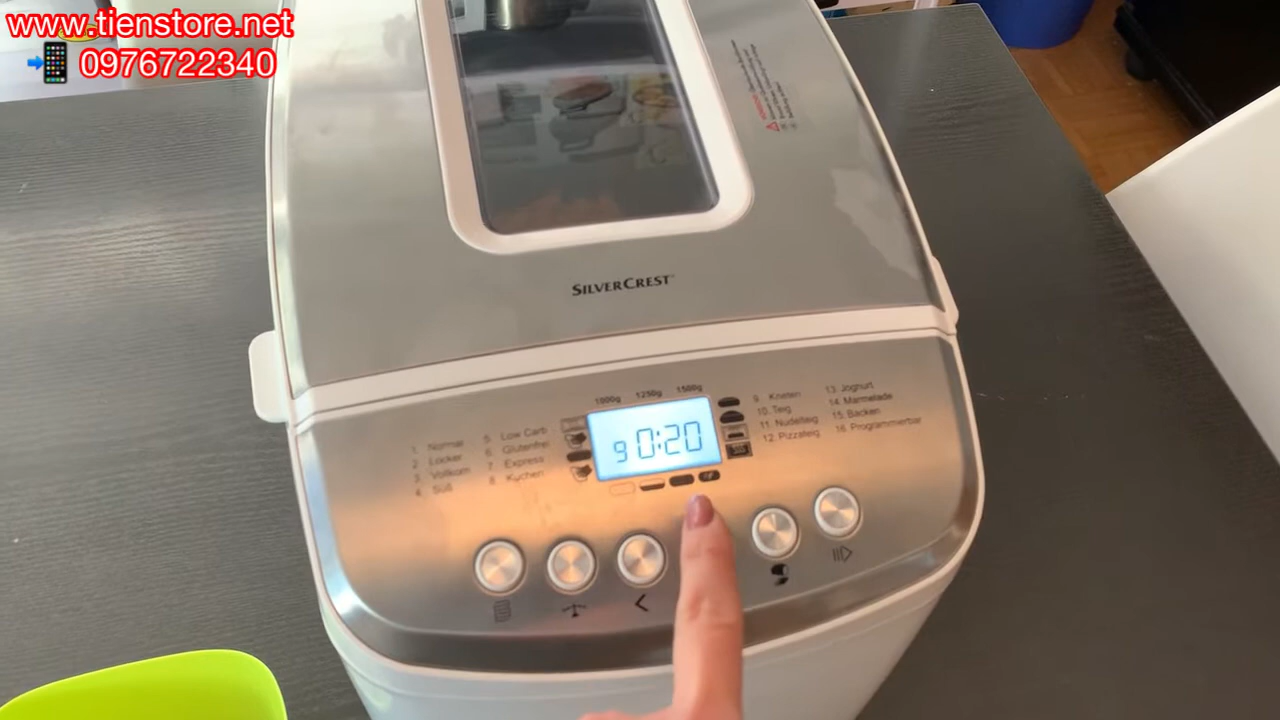 www.tienstore.net
0976722340
SILVERCREST
1000g 1250g 1500g
9 0:20
1 Normal
2 Locker
3 Vollkorn
4 Süß
5 Low Carb
6 Glutenfrei
7 Express
8 Kuchen
9. Kneten
10. Teig
11. Nudelteig
12. Pizzateig
13. Joghurt
14. Marmelade
15. Backen
16. Programmierbar